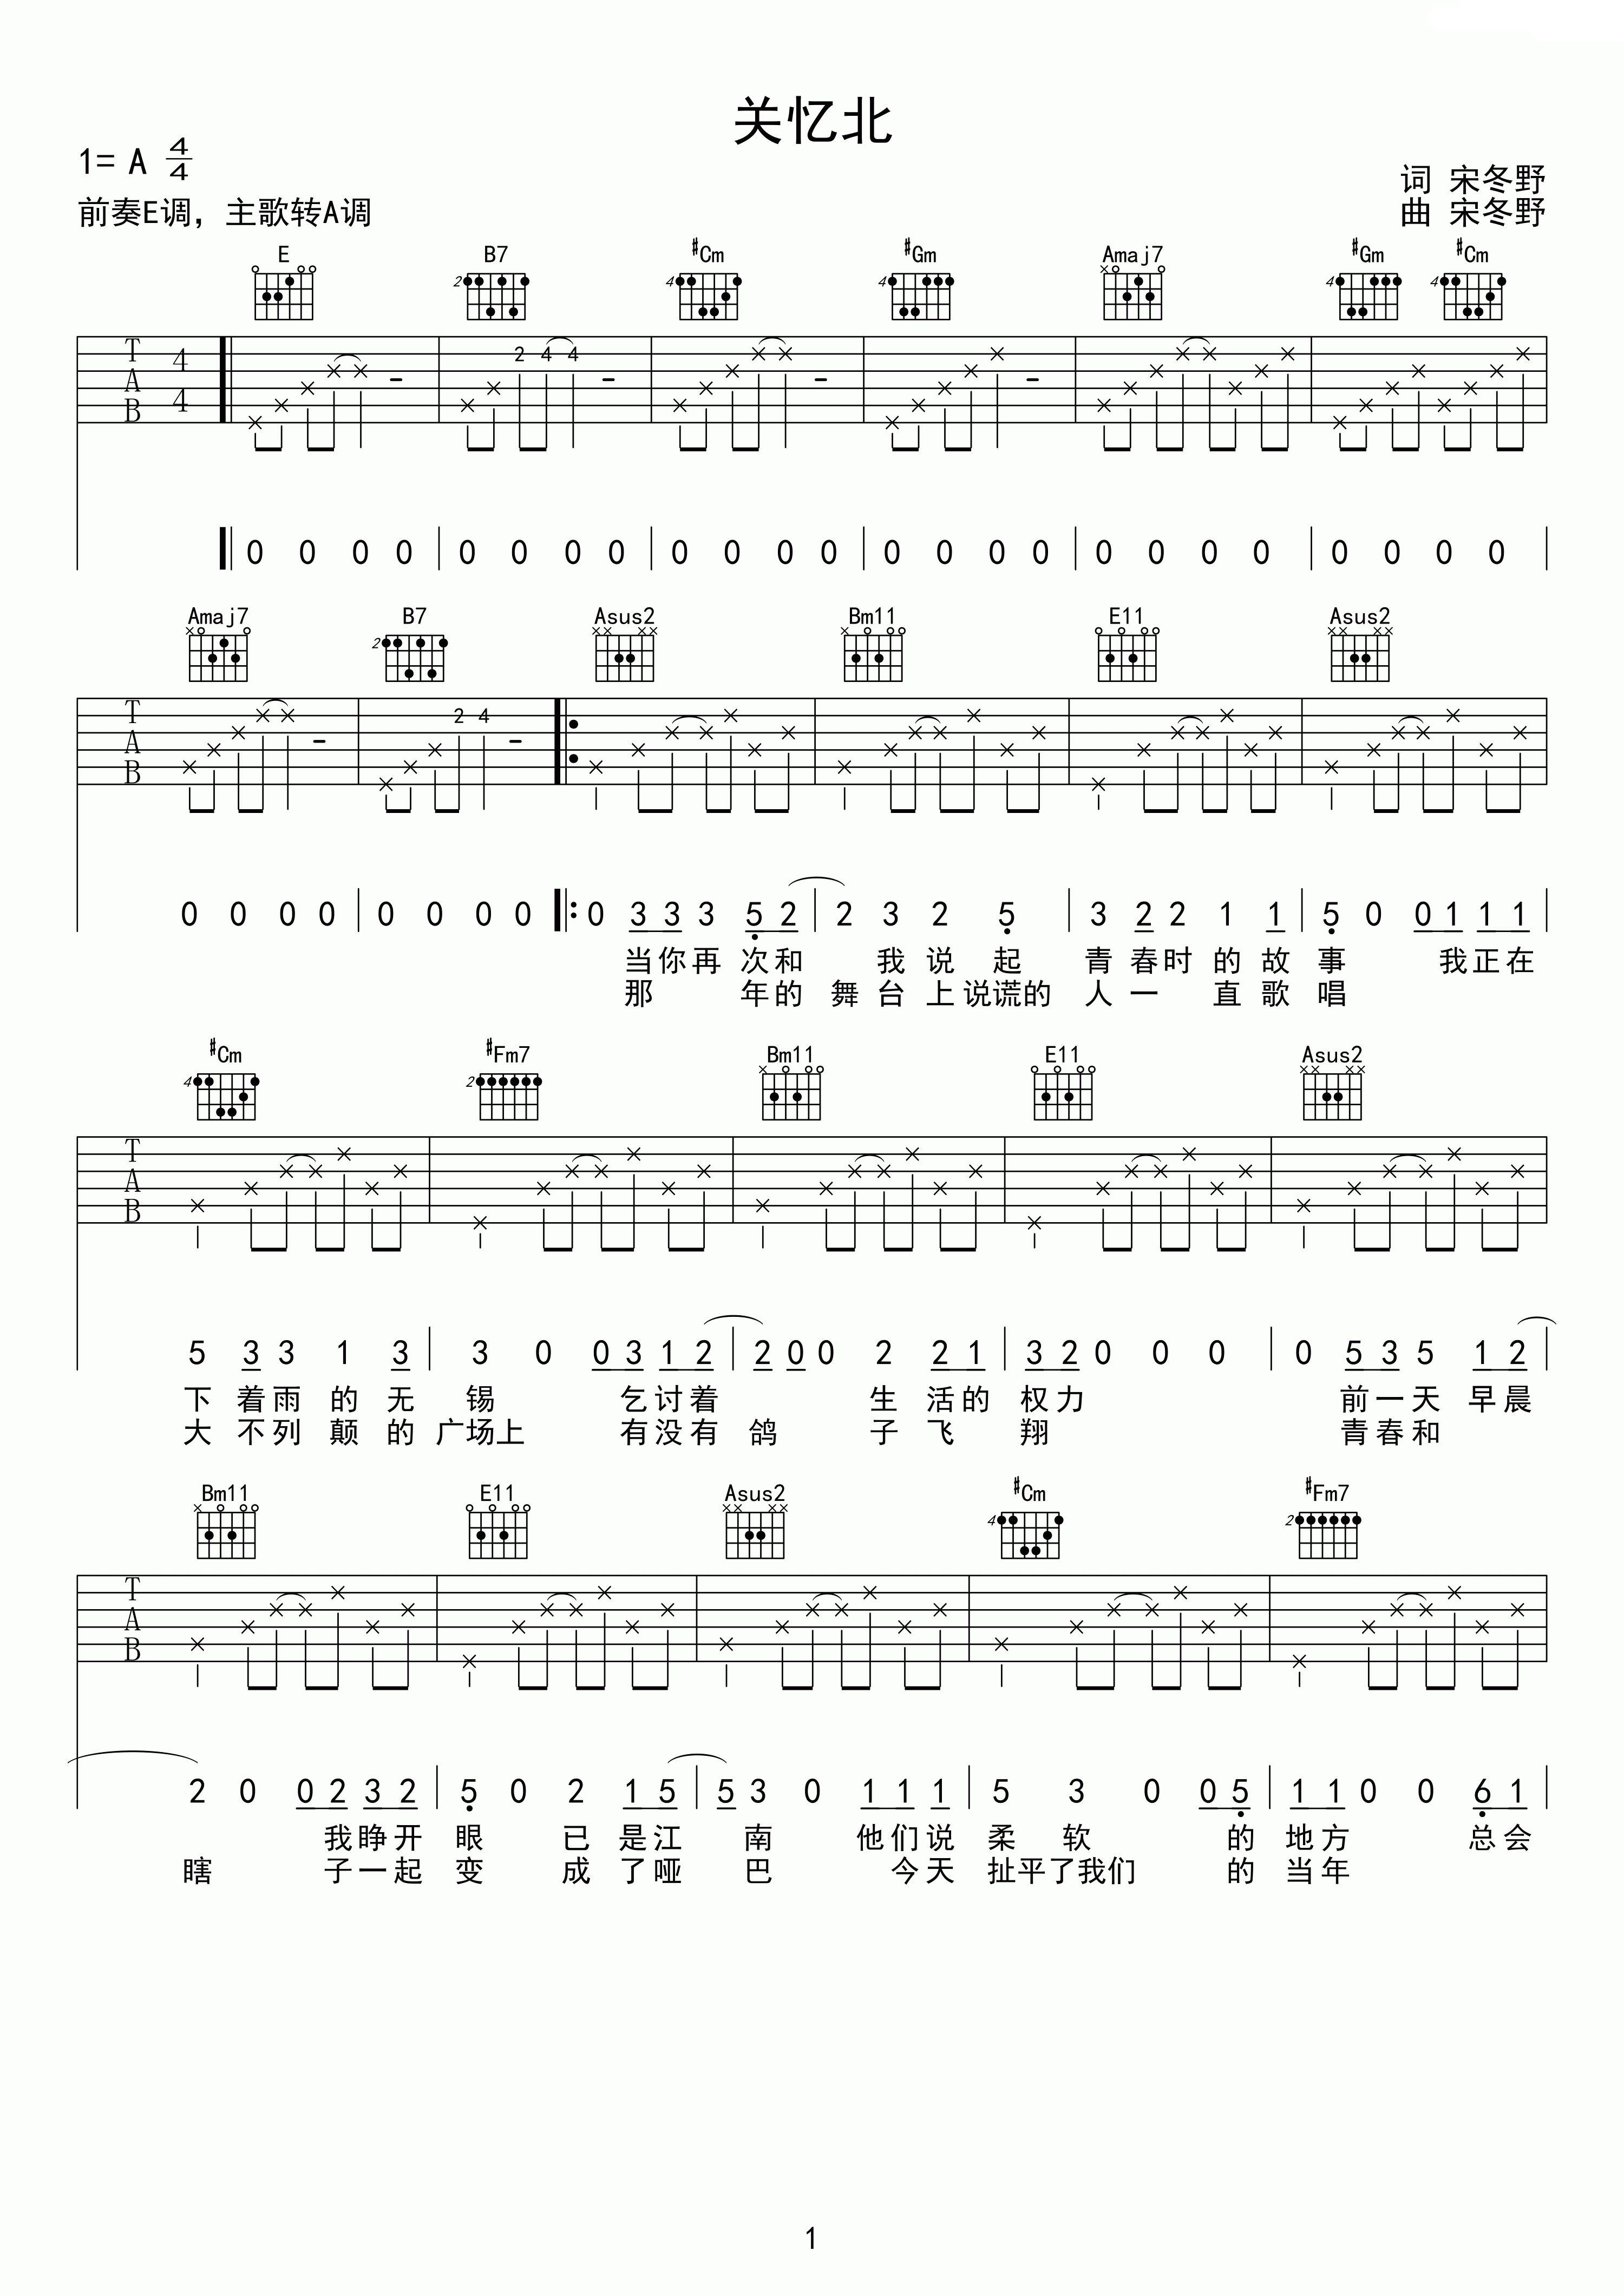 关忆北
1= A 4/4
词 宋冬野
前奏E调，主歌转A调
曲 宋冬野
E B7 #Cm #Gm Amaj7 #Gm #Cm
2 4 4 4 4
T A B 4 4 2 4 4
0 0 0 0 0 0 0 0 0 0 0 0 0 0 0 0 0 0 0 0 0 0 0 0
Amaj7 B7 Asus2 Bm11 E11 Asus2
2
T A B 2 4
0 0 0 0 0 0 0 0 0 3 3 3 5 2 2 3 2 5 3 2 2 1 1 5 0 0 1 1 1
当你再 次和 我 说 起 青 春时 的 故 事 我正在
那 年的 舞 台 上 说谎的 人 一 直 歌 唱
#Cm #Fm7 Bm11 E11 Asus2
4 2
T A B
5 3 3 1 3 3 0 0 3 1 2 2 0 0 2 2 1 3 2 0 0 0 0 5 3 5 1 2
下 着雨 的 无 锡 乞讨着 生 活的 权力 前一天 早晨
大 不列 颠 的 广场上 有没有 鸽 子 飞 翔 青春和
Bm11 E11 Asus2 #Cm #Fm7
4 2
T A B
2 0 0 2 3 2 5 0 2 1 5 5 3 0 1 1 1 5 3 0 0 5 1 1 0 0 6 1
我睁开 眼 已 是江 南 他们说 柔 软 的 地方 总会
瞎 子一起 变 成 了哑 巴 今天 扯平了我们 的 当年
1